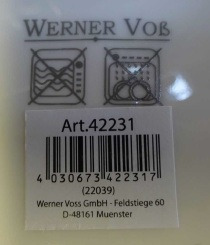 WERNER VOß
Art.42231
4 030673 422317
(22039)
Werner Voss GmbH - Feldstiege 60
D-48161 Muenster